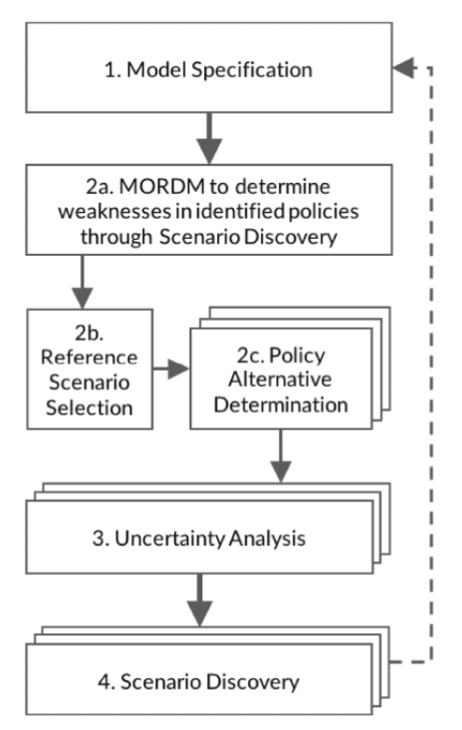 1. Model Specification
2a. MORDM to determine
weaknesses in identified policies
through Scenario Discovery
2b.
Reference
Scenario
Selection
2c. Policy
Alternative
Determination
3. Uncertainty Analysis
4. Scenario Discovery